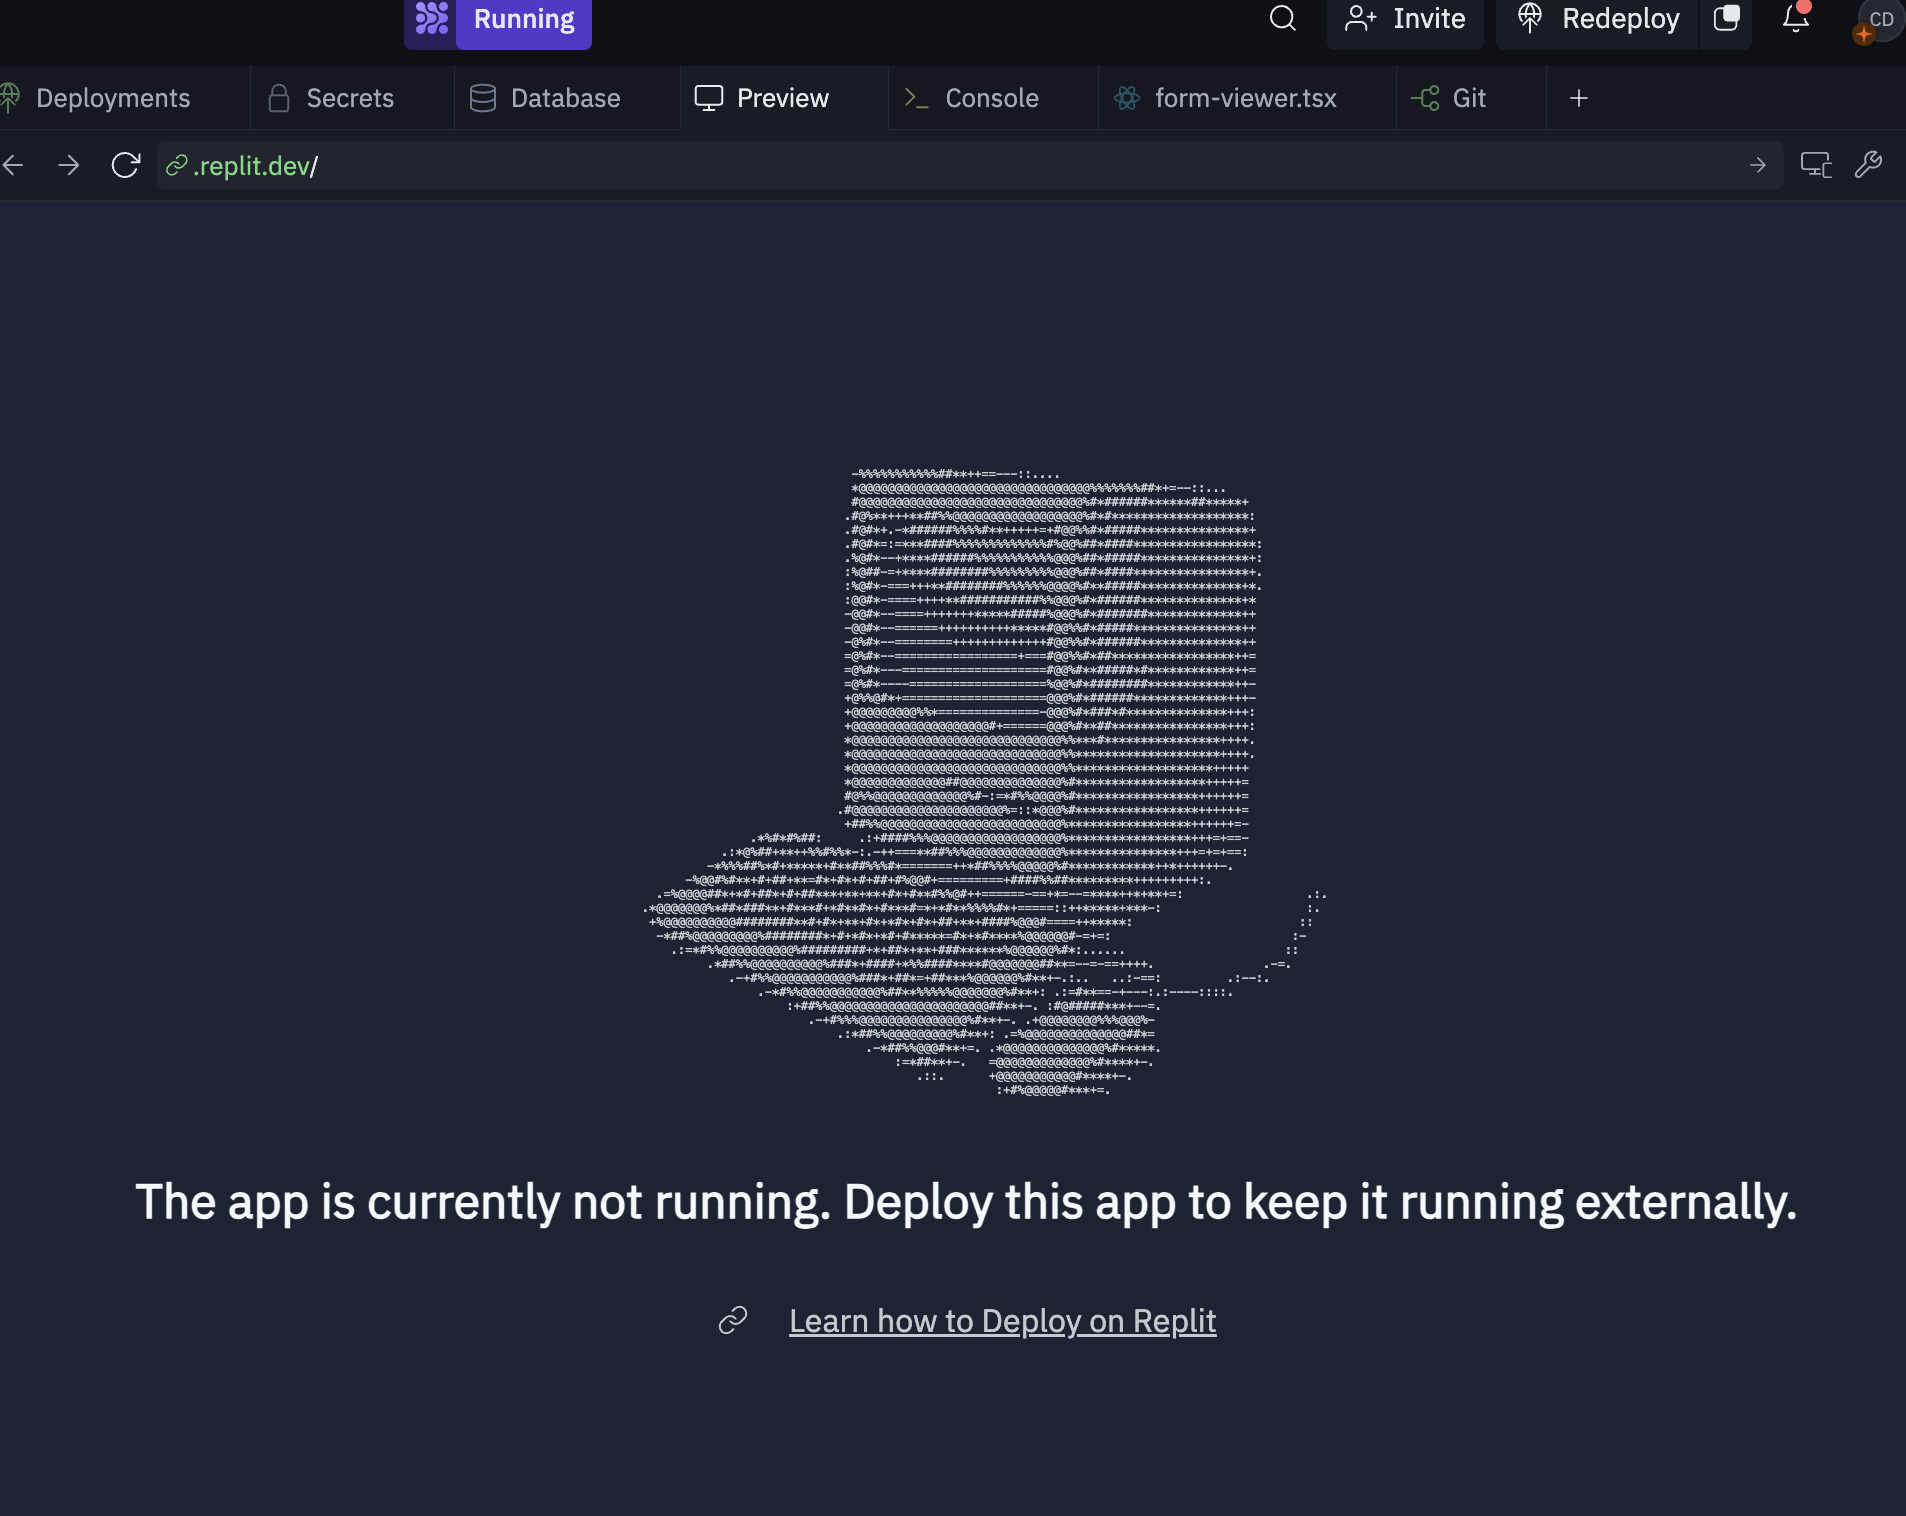 Running
Invite
Redeploy
CD
Deployments
Secrets
Database
Preview
Console
form-viewer.tsx
Git
.replit.dev/
The app is currently not running. Deploy this app to keep it running externally.
Learn how to Deploy on Replit